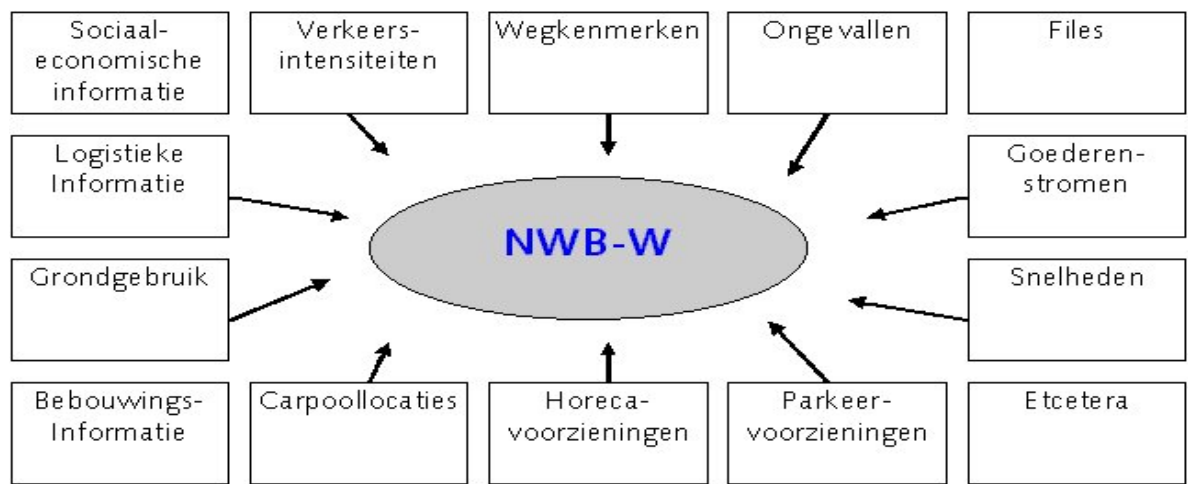 Sociaal-
economische
informatie
Verkeers-
intensiteiten
Wegkenmerken
Ongevallen
Files
Logistieke
Informatie
Goederen-
stromen
NWB-W
Grondgebruik
Snelheden
Bebouwings-
Informatie
Carpoollocaties
Horeca-
voorzieningen
Parkeer-
voorzieningen
Etcetera